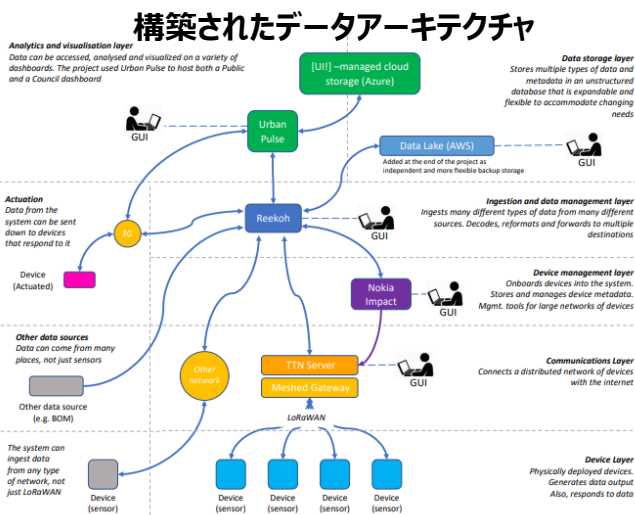 構築されたデータアーキテクチャ
Analytics and visualisation layer
Data can be accessed, analysed and visualized on a variety of
dashboards. The project used Urban Pulse to host both a Public
and a Council dashboard
[UI!] –managed cloud
storage (Azure)
Data storage layer
Stores multiple types of data and
metadata in an unstructured
database that is expandable and
flexible to accommodate changing
needs
GUI
Urban
Pulse
Data Lake (AWS)
Added at the end of the project as
independent and more flexible backup storage
GUI
Actuation
Data from the
system can be sent
down to devices
that respond to it
3G
Device
(Actuated)
Reekoh
GUI
Ingestion and data management layer
Ingests many different types of data from many different
sources. Decodes, reformats and forwards to multiple
destinations
Nokia
Impact
GUI
Device management layer
Onboards devices into the system.
Stores and manages device metadata.
Mgmt. tools for large networks of devices
Other data sources
Data can come from many
places, not just sensors
Other data source
(e.g. BOM)
Other
network
TTN Server
Meshed Gateway
GUI
LoRaWAN
Communications Layer
Connects a distributed network of devices
with the internet
The system can
ingest data
from any type
of network, not
just LoRaWAN
Device
(sensor)
Device
(sensor)
Device
(sensor)
Device
(sensor)
Device
(sensor)
Device Layer
Physically deployed devices.
Generates data output
Also, responds to data